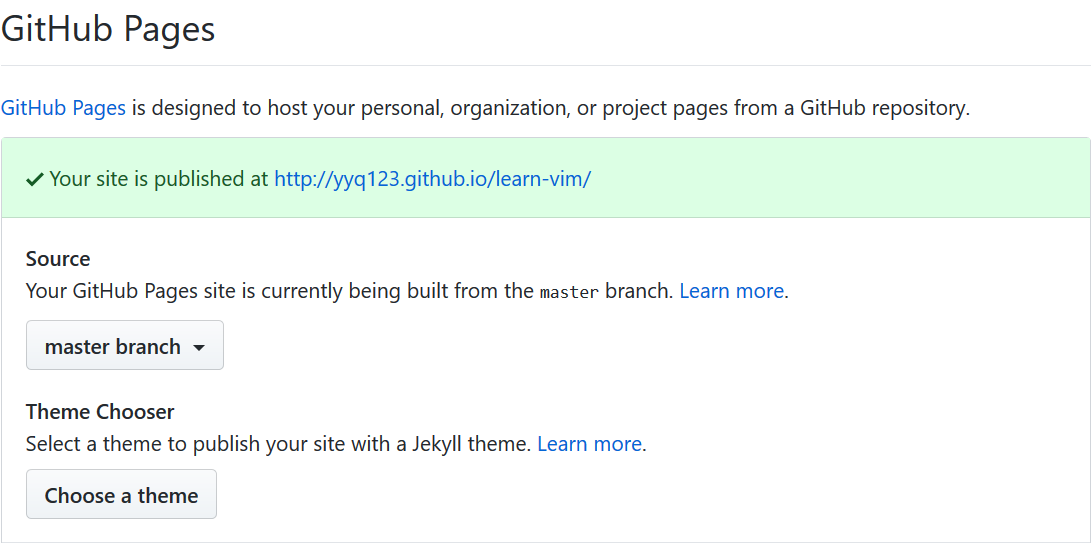 GitHub Pages
GitHub Pages is designed to host your personal, organization, or project pages from a GitHub repository.
Your site is published at http://yyq123.github.io/learn-vim/
Source
Your GitHub Pages site is currently being built from the master branch. Learn more.
master branch
Theme Chooser
Select a theme to publish your site with a Jekyll theme. Learn more.
Choose a theme